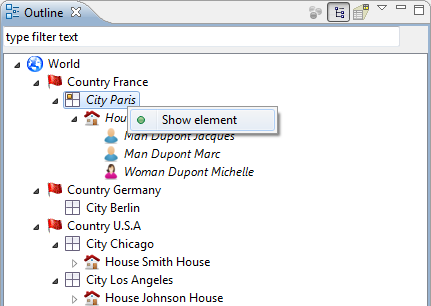 Outline
type filter text
World
Country France
City Paris
Hou
Show element
Man Dupont Jacques
Man Dupont Marc
Woman Dupont Michelle
Country Germany
City Berlin
Country U.S.A
City Chicago
House Smith House
City Los Angeles
House Johnson House